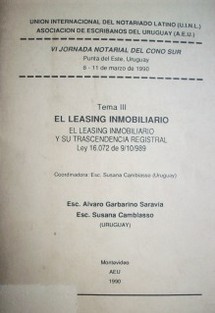 UNION INTERNACIONAL DEL NOTARIADO LATINO (U.I.N.L.)
ASOCIACION DE ESCRIBANOS DEL URUGUAY (A.E.U.)
VI JORNADA NOTARIAL DEL CONO SUR
Punta del Este, Uruguay
8 - 11 de marzo de 1990
Tema III
EL LEASING INMOBILIARIO
EL LEASING INMOBILIARIO
Y SU TRASCENDENCIA REGISTRAL
Ley 16.072 de 9/10/989
Coordinadora: Esc. Susana Cambiasso (Uruguay)
Esc. Alvaro Garbarino Saravia
Esc. Susana Cambiasso
(URUGUAY)
Montevideo
AEU
1990